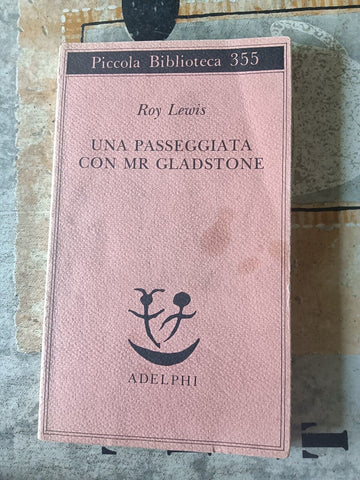 Piccola Biblioteca 355
Roy Lewis
UNA PASSEGGIATA
CON MR GLADSTONE
ADELPHI